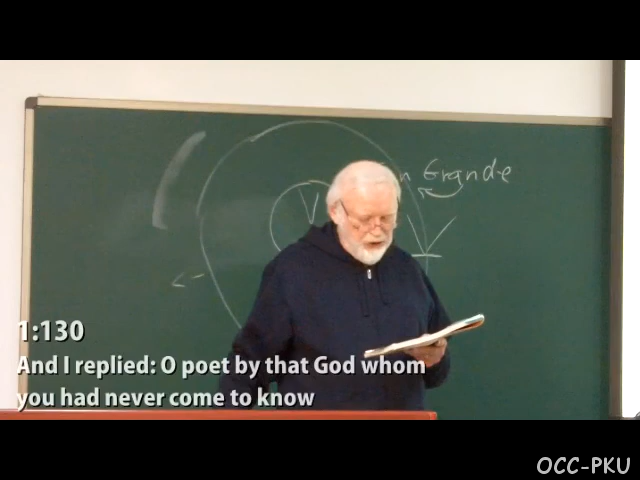 Grande
V
V
1:130
And I replied: O poet by that God whom
you had never come to know
OCC-PKU